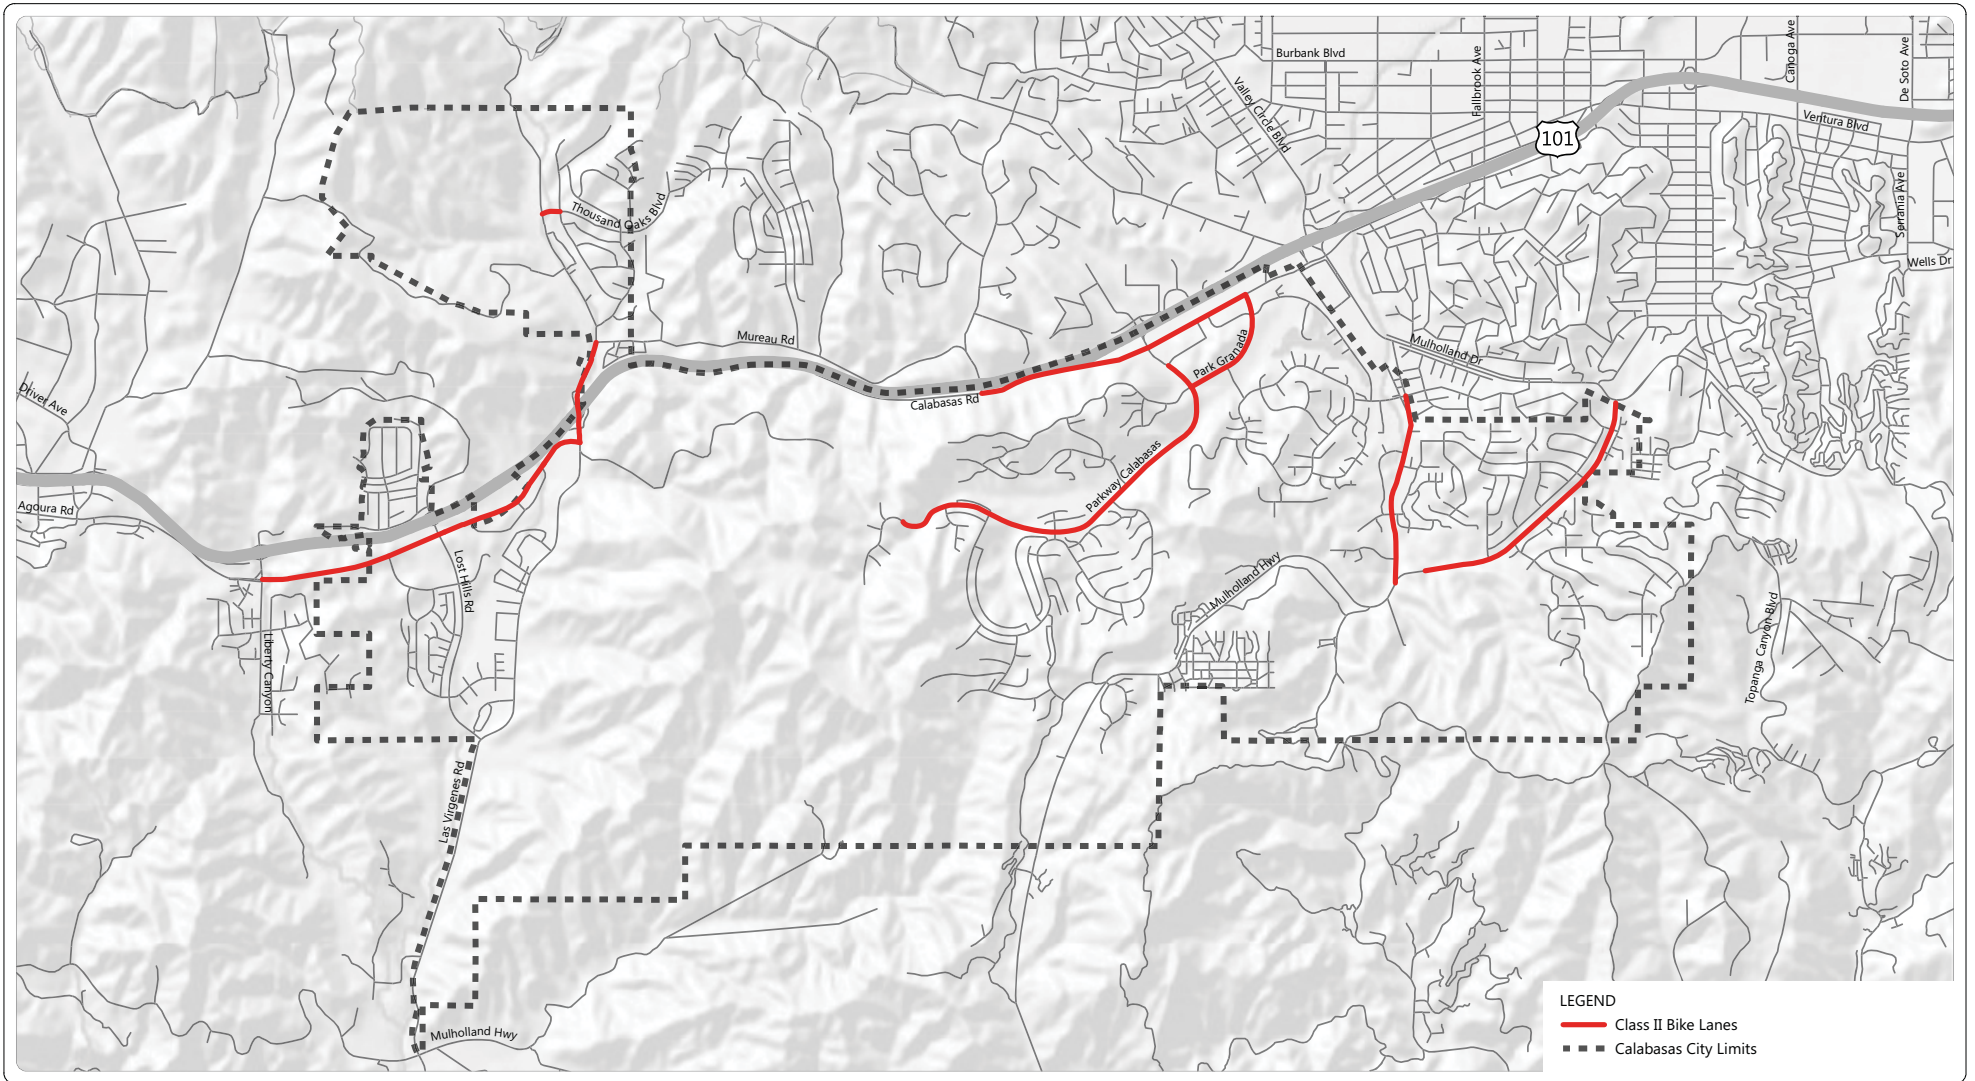 Burbank Blvd
Valley Circle Blvd
Fallbrook Ave
Canoga Ave
De Soto Ave
101
Ventura Blvd
Serrania Ave
Wells Dr
Thousand Oaks Blvd
Mureau Rd
Mulholland Dr
Park Granada
Calabasas Rd
Driver Ave
Parkway Calabasas
Agoura Rd
Lost Hills Rd
Mulholland Hwy
Liberty Canyon
Topanga Canyon Blvd
Las Virgenes Rd
Mulholland Hwy
LEGEND
Class II Bike Lanes
Calabasas City Limits